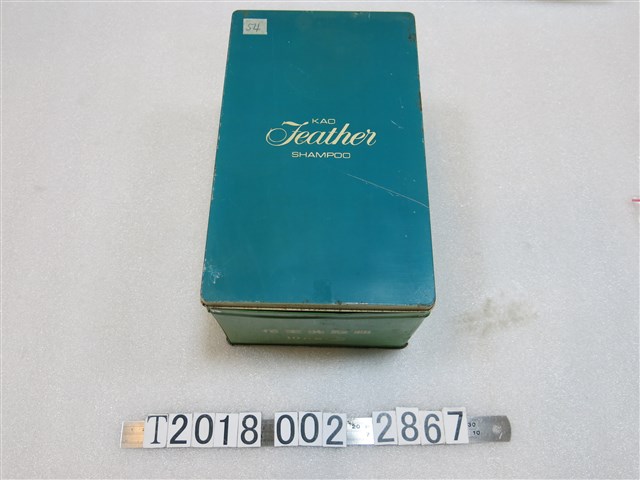 54
KAO
Feather
SHAMPOO
T2018 002 2867